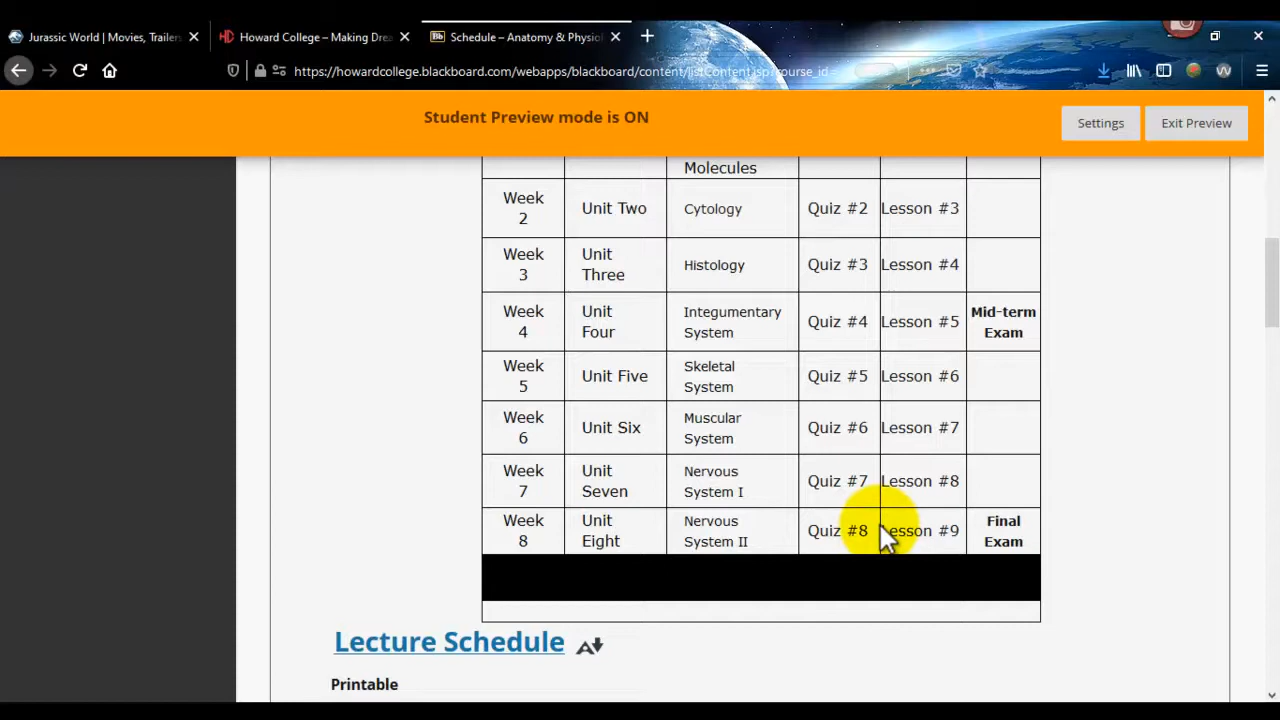 Jurassic World | Movies, Trailers
Howard College – Making Dre
Bb Schedule – Anatomy & Physiol
https://howardcollege.blackboard.com/webapps/blackboard/content/listContent.jsp?course_id=
Student Preview mode is ON
Settings
Exit Preview
Molecules
Week 2 Unit Two Cytology Quiz #2 Lesson #3
Week 3 Unit Three Histology Quiz #3 Lesson #4
Week 4 Unit Four Integumentary System Quiz #4 Lesson #5 Mid-term Exam
Week 5 Unit Five Skeletal System Quiz #5 Lesson #6
Week 6 Unit Six Muscular System Quiz #6 Lesson #7
Week 7 Unit Seven Nervous System I Quiz #7 Lesson #8
Week 8 Unit Eight Nervous System II Quiz #8 Lesson #9 Final Exam
Lecture Schedule
Printable